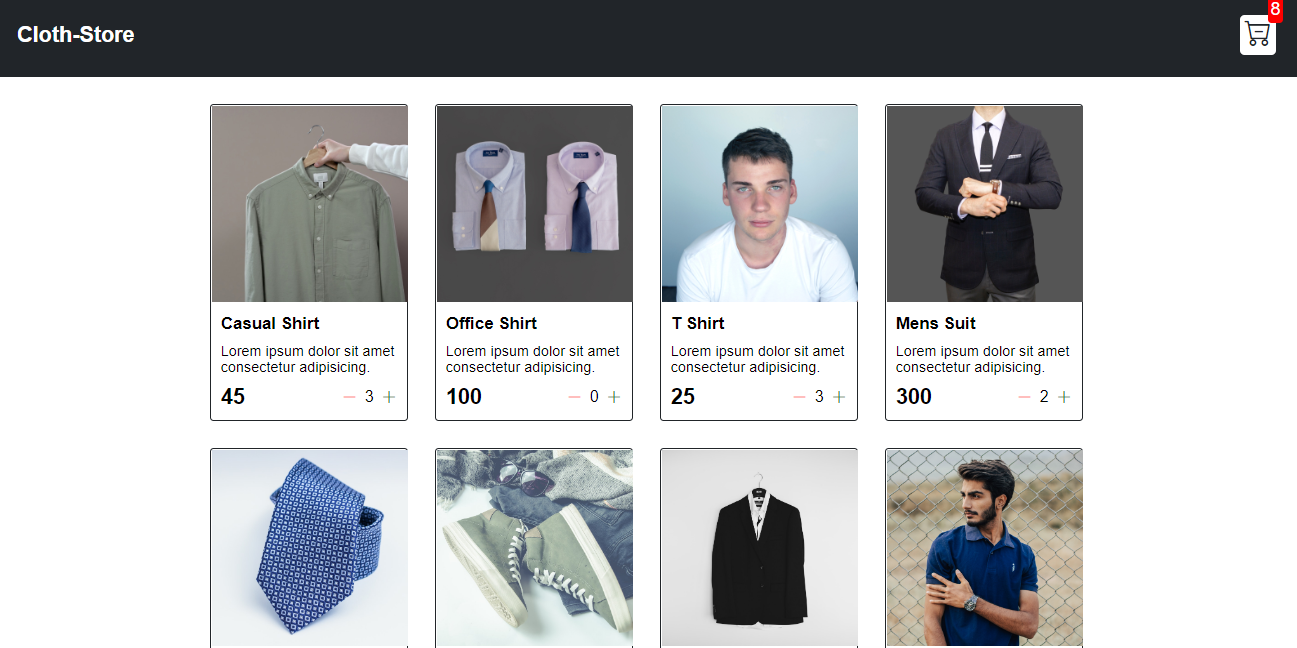 Cloth-Store
8
Casual Shirt
Lorem ipsum dolor sit amet
consectetur adipisicing.
45 — 3 +
Office Shirt
Lorem ipsum dolor sit amet
consectetur adipisicing.
100 — 0 +
T Shirt
Lorem ipsum dolor sit amet
consectetur adipisicing.
25 — 3 +
Mens Suit
Lorem ipsum dolor sit amet
consectetur adipisicing.
300 — 2 +